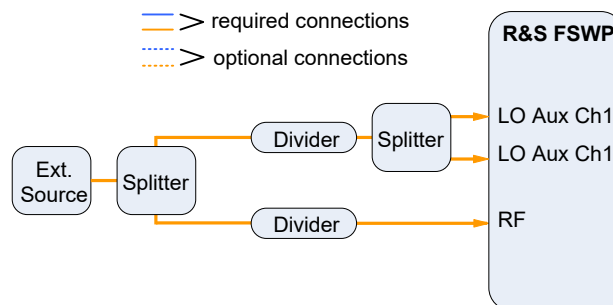 required connections
optional connections
R&S FSWP
LO Aux Ch1
LO Aux Ch1
RF
Ext.
Source
Splitter
Divider
Splitter
Divider